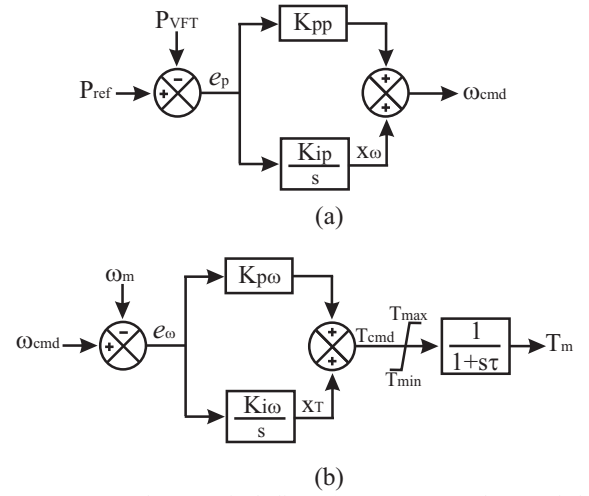 PVFT
Kpp
−
ep
Pref
+
+
+
ωcmd
Kip
s
xω
(a)
ωm
Kpω
−
eω
ωcmd
+
+
+
Tcmd
Tmax
Tmin
1
1+sτ
Tm
Kiω
s
xT
(b)